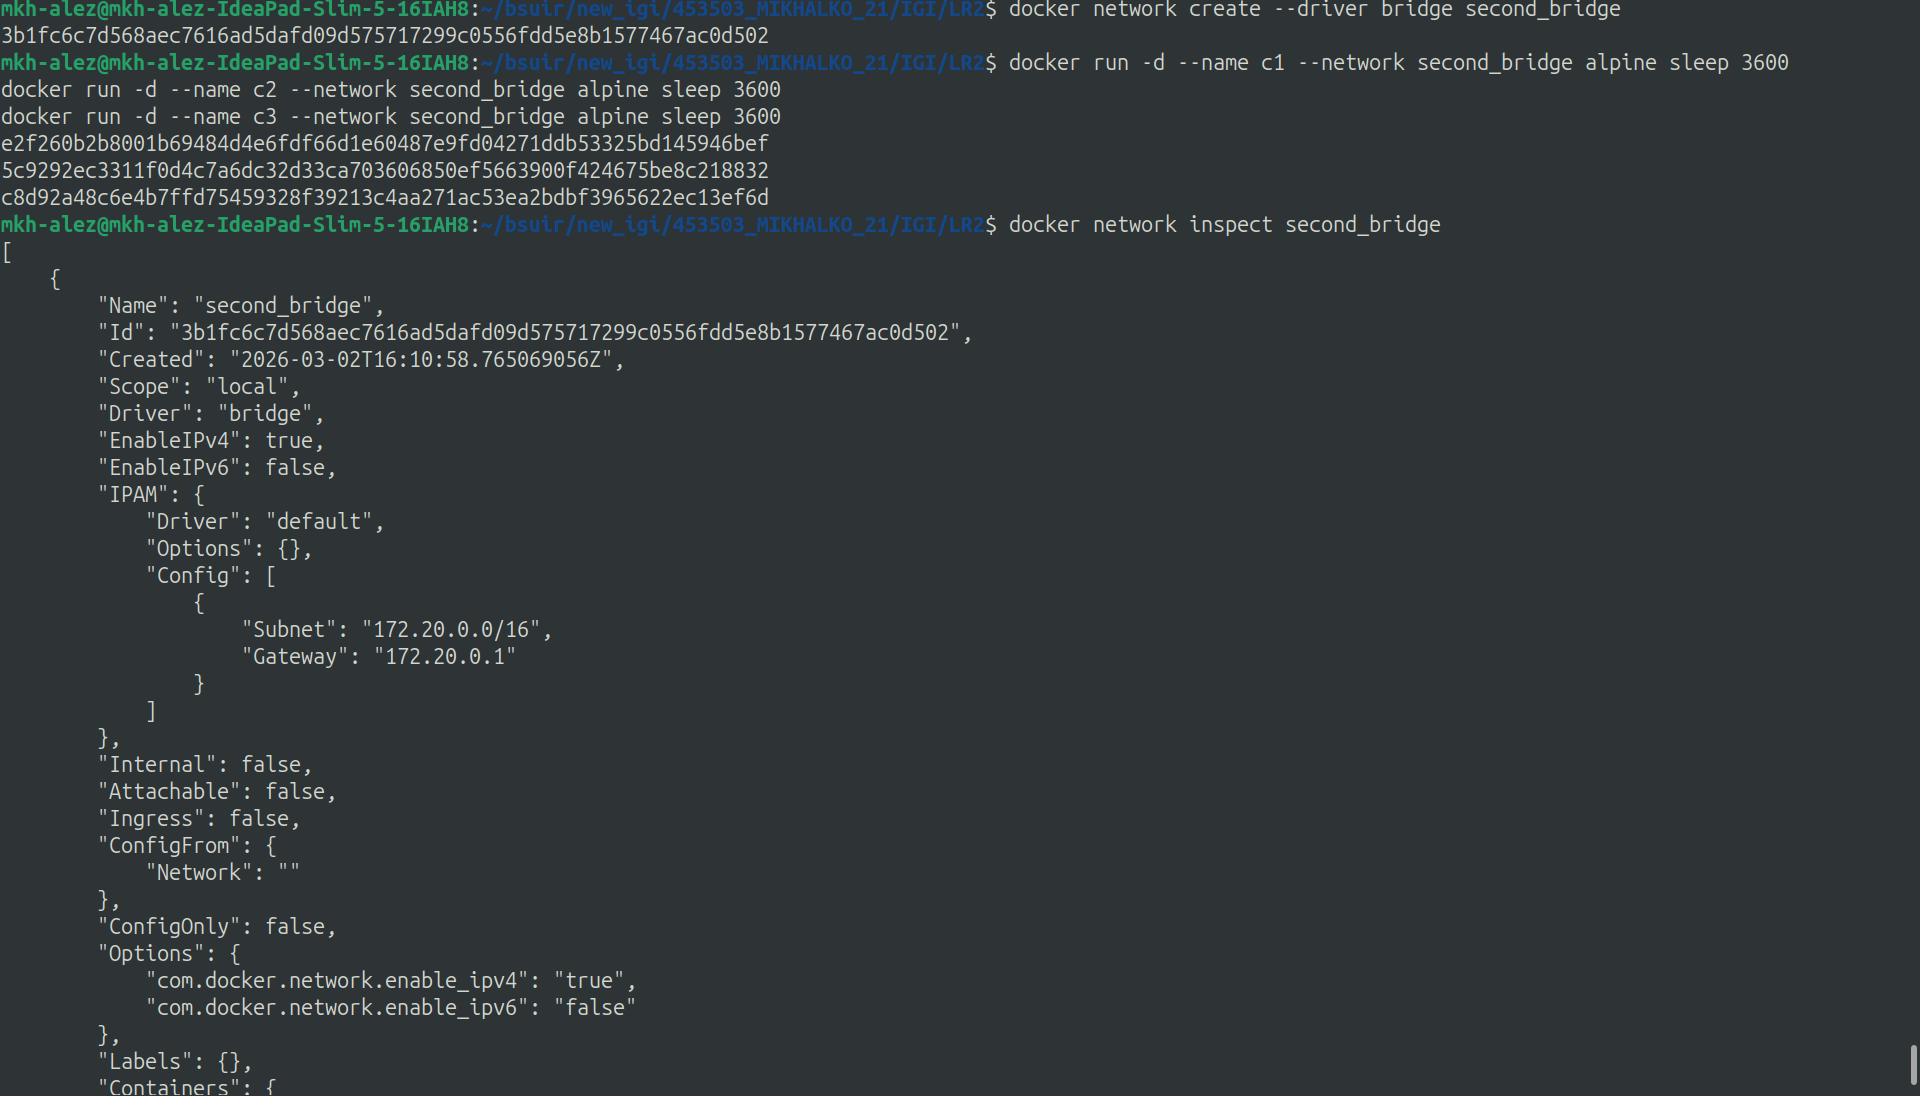 mkh-alez@mkh-alez-IdeaPad-Slim-5-16IAH8:~/bsuir/new_igi/453503_MIKHALKO_21/IGI/LR2$ docker network create --driver bridge second_bridge
3b1fc6c7d568aec7616ad5dafd09d575717299c0556fdd5e8b1577467ac0d502
mkh-alez@mkh-alez-IdeaPad-Slim-5-16IAH8:~/bsuir/new_igi/453503_MIKHALKO_21/IGI/LR2$ docker run -d --name c1 --network second_bridge alpine sleep 3600
docker run -d --name c2 --network second_bridge alpine sleep 3600
docker run -d --name c3 --network second_bridge alpine sleep 3600
e2f260b2b8001b69484d4e6fdf66d1e60487e9fd04271ddb53325bd145946bef
5c9292ec3311f0d4c7a6dc32d33ca703606850ef5663900f424675be8c218832
c8d92a48c6e4b7ffd75459328f39213c4aa271ac53ea2bdbf3965622ec13ef6d
mkh-alez@mkh-alez-IdeaPad-Slim-5-16IAH8:~/bsuir/new_igi/453503_MIKHALKO_21/IGI/LR2$ docker network inspect second_bridge
[
    {
        "Name": "second_bridge",
        "Id": "3b1fc6c7d568aec7616ad5dafd09d575717299c0556fdd5e8b1577467ac0d502",
        "Created": "2026-03-02T16:10:58.765069056Z",
        "Scope": "local",
        "Driver": "bridge",
        "EnableIPv4": true,
        "EnableIPv6": false,
        "IPAM": {
            "Driver": "default",
            "Options": {},
            "Config": [
                {
                    "Subnet": "172.20.0.0/16",
                    "Gateway": "172.20.0.1"
                }
            ]
        },
        "Internal": false,
        "Attachable": false,
        "Ingress": false,
        "ConfigFrom": {
            "Network": ""
        },
        "ConfigOnly": false,
        "Options": {
            "com.docker.network.enable_ipv4": "true",
            "com.docker.network.enable_ipv6": "false"
        },
        "Labels": {},
        "Containers": {